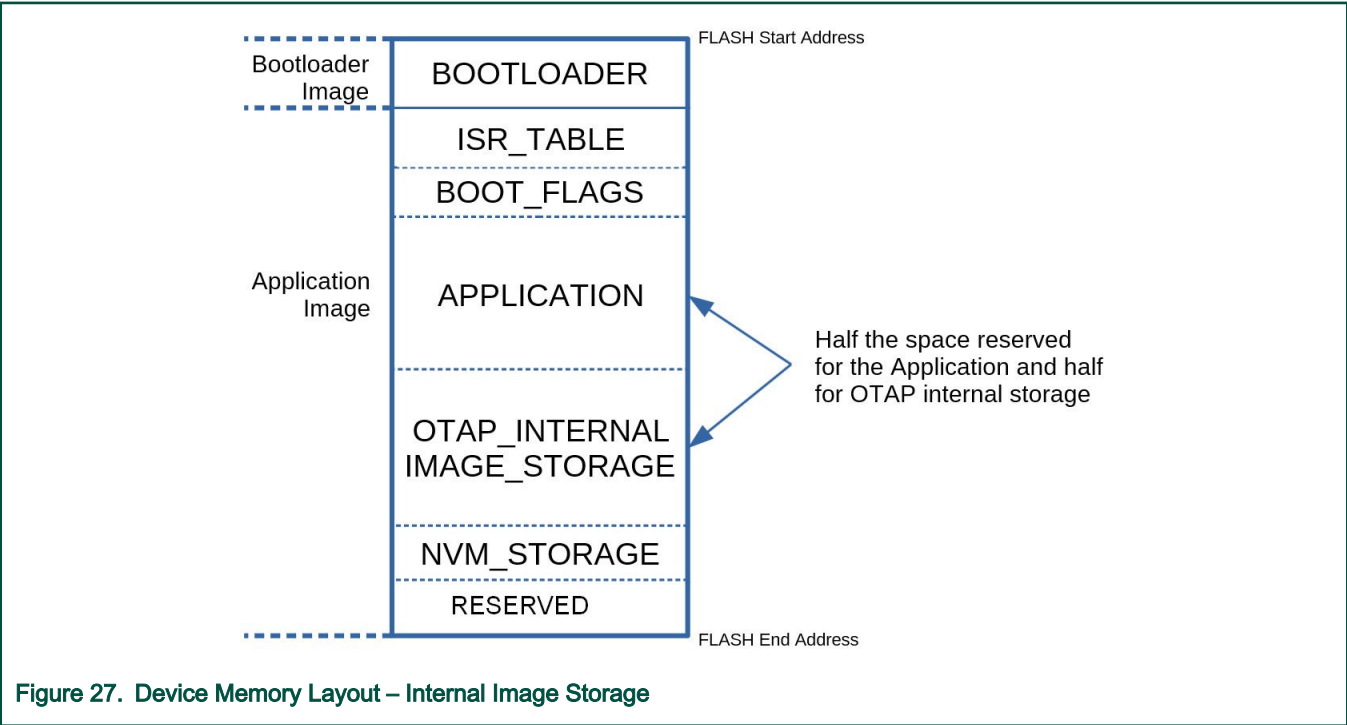 FLASH Start Address
Bootloader
Image
BOOTLOADER
ISR_TABLE
BOOT_FLAGS
Application
Image
APPLICATION
Half the space reserved
for the Application and half
for OTAP internal storage
OTAP_INTERNAL
IMAGE_STORAGE
NVM_STORAGE
RESERVED
FLASH End Address
Figure 27. Device Memory Layout – Internal Image Storage